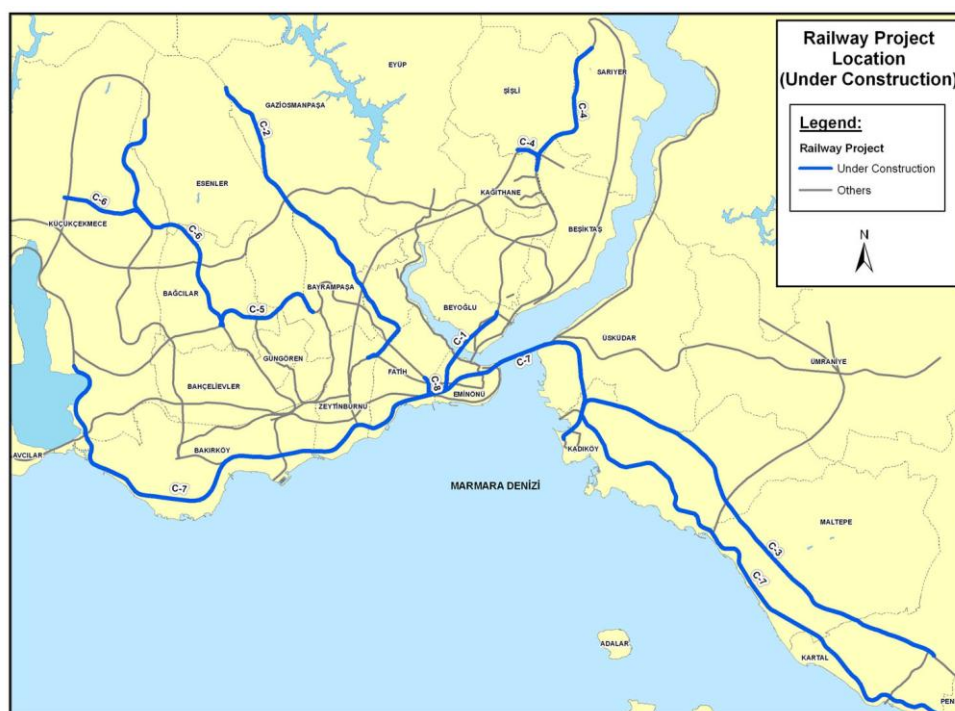 Railway Project
Location
(Under Construction)
Legend:
Railway Project
Under Construction
Others
N
EYÜP
SARIYER
ŞİŞLİ
GAZİOSMANPAŞA
C-2
C-4
C-4
ESENLER
KAĞITHANE
C-6
KÜÇÜKÇEKMECE
BEŞİKTAŞ
C-6
BAYRAMPAŞA
BAĞCILAR
BEYOĞLU
C-5
C-1
ÜSKÜDAR
C-7
GÜNGÖREN
ÜMRANİYE
FATİH
BAHÇELİEVLER
C-8
EMİNÖNÜ
ZEYTİNBURNU
BAKIRKÖY
KADIKÖY
AVCILAR
C-7
MARMARA DENİZİ
MALTEPE
C-3
C-7
ADALAR
KARTAL
PEN